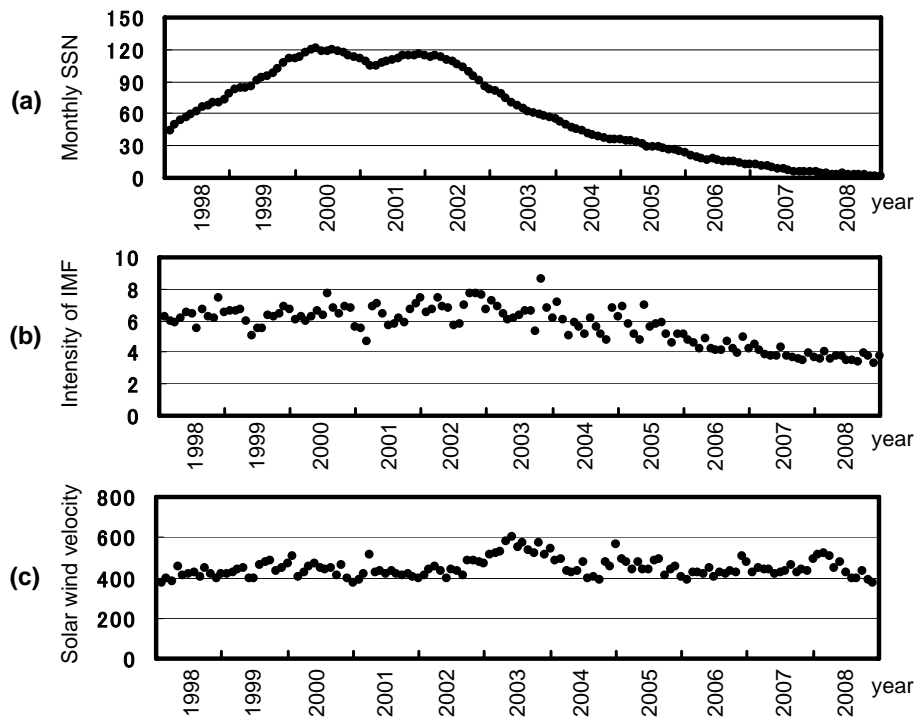 (a)
Monthly SSN
150
120
90
60
30
0
1998 1999 2000 2001 2002 2003 2004 2005 2006 2007 2008 year
(b)
Intensity of IMF
10
8
6
4
2
0
1998 1999 2000 2001 2002 2003 2004 2005 2006 2007 2008 year
(c)
Solar wind velocity
800
600
400
200
0
1998 1999 2000 2001 2002 2003 2004 2005 2006 2007 2008 year